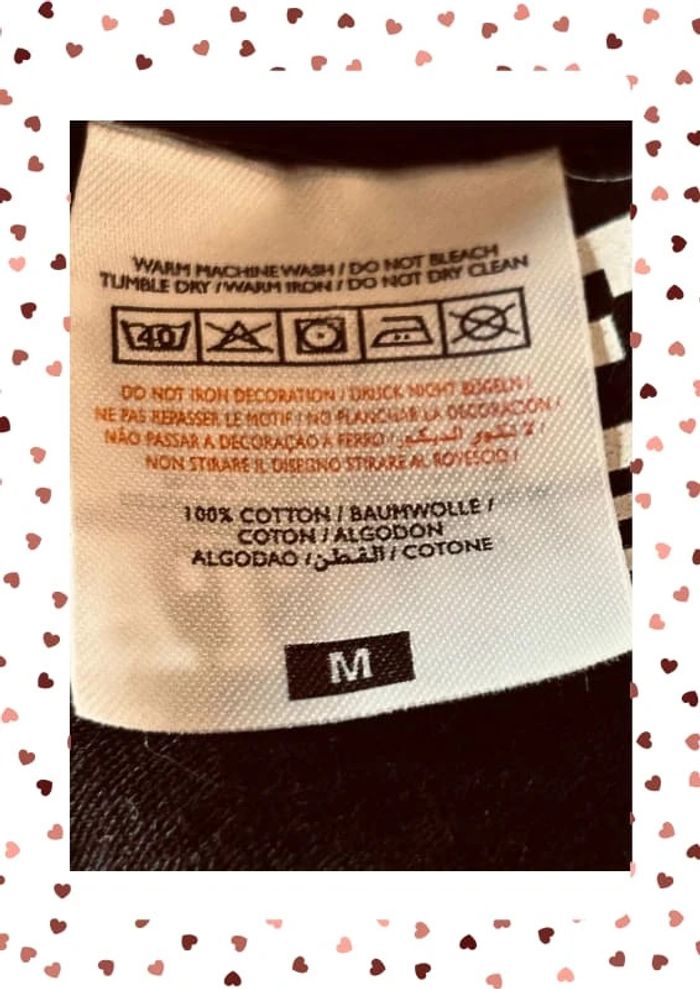 WARM MACHINE WASH / DO NOT BLEACH
TUMBLE DRY / WARM IRON / DO NOT DRY CLEAN
40
DO NOT IRON DECORATION / DRUCK NICHT BÜGELN /
NE PAS REPASSER LE MOTIF / NO PLANCHAR LA DECORACIÓN /
NÃO PASSAR A DECORAÇÃO A FERRO / لا تكوى الديكور /
NON STIRARE IL DISEGNO STIRARE AL ROVESCIO /
100% COTTON / BAUMWOLLE /
COTON / ALGODON
ALGODAO / القطن / COTONE
M